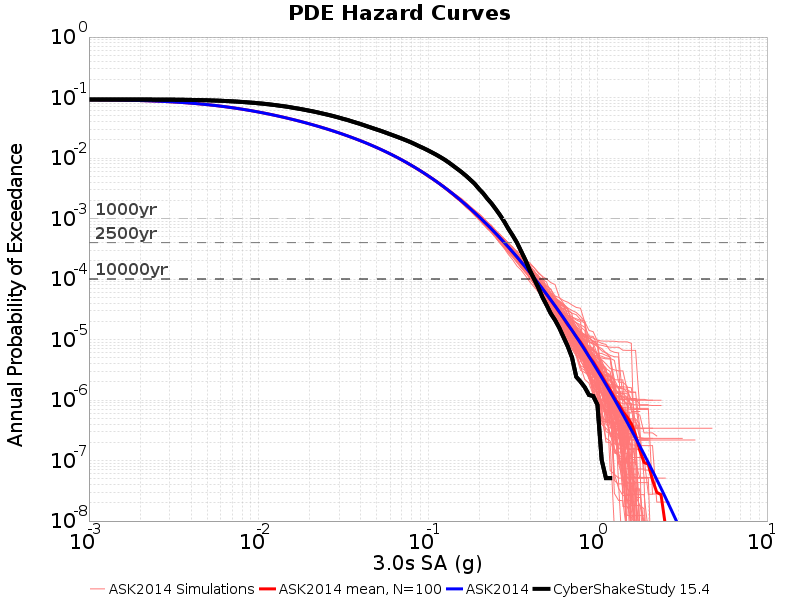 PDE Hazard Curves
Annual Probability of Exceedance
10^0
10^-1
10^-2
10^-3
10^-4
10^-5
10^-6
10^-7
10^-8
1000yr
2500yr
10000yr
10^-3 10^-2 10^-1 10^0 10^1
3.0s SA (g)
ASK2014 Simulations ASK2014 mean, N=100 ASK2014 CyberShakeStudy 15.4